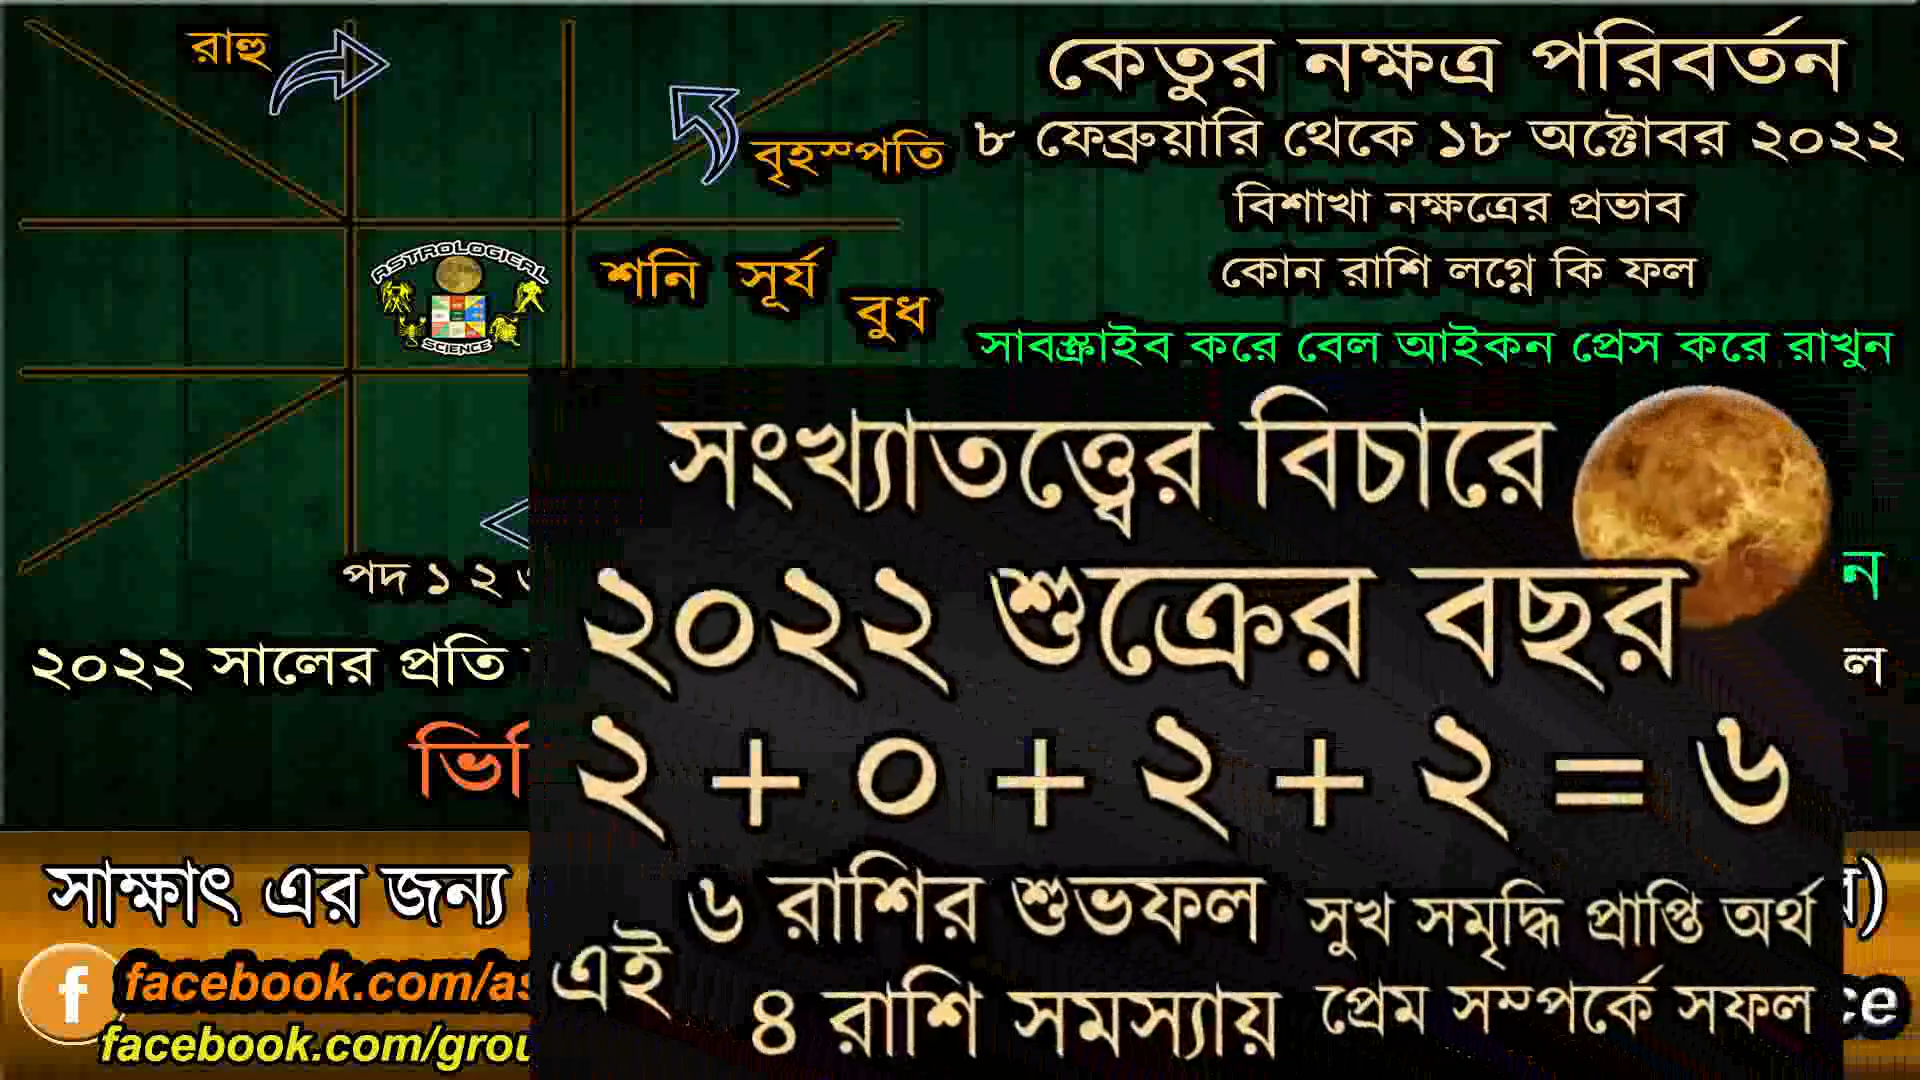 রাহু
কেতুর নক্ষত্র পরিবর্তন
৮ ফেব্রুয়ারি থেকে ১৮ অক্টোবর ২০২২
বৃহস্পতি
বিশাখা নক্ষত্রের প্রভাব
কোন রাশি লগ্নে কি ফল
ASTROLOGICAL
SCIENCE
শনি সূর্য
বুধ
সাবস্ক্রাইব করে বেল আইকন প্রেস করে রাখুন
সংখ্যাতত্ত্বের বিচারে
২০২২ শুক্রের বছর
২ + ০ + ২ + ২ = ৬
এই
৬ রাশির শুভফল
৪ রাশি সমস্যায়
সুখ সমৃদ্ধি প্রাপ্তি অর্থ
প্রেম সম্পর্কে সফল
পদ ১ ২
ন
২০২২ সালের প্রতি
ল
সাক্ষাৎ এর জন্য
f
facebook.com/as
ce
facebook.com/grou